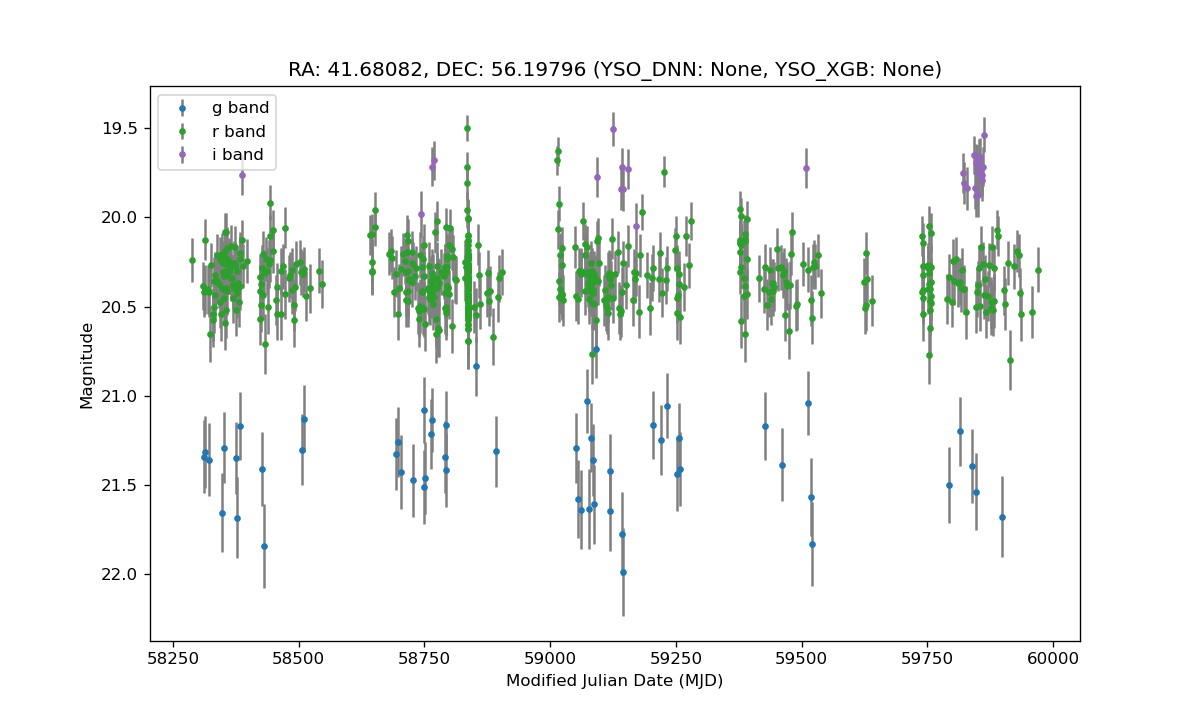 RA: 41.68082, DEC: 56.19796 (YSO_DNN: None, YSO_XGB: None)
g band
r band
i band
19.5
20.0
20.5
21.0
21.5
22.0
Magnitude
58250 58500 58750 59000 59250 59500 59750 60000
Modified Julian Date (MJD)